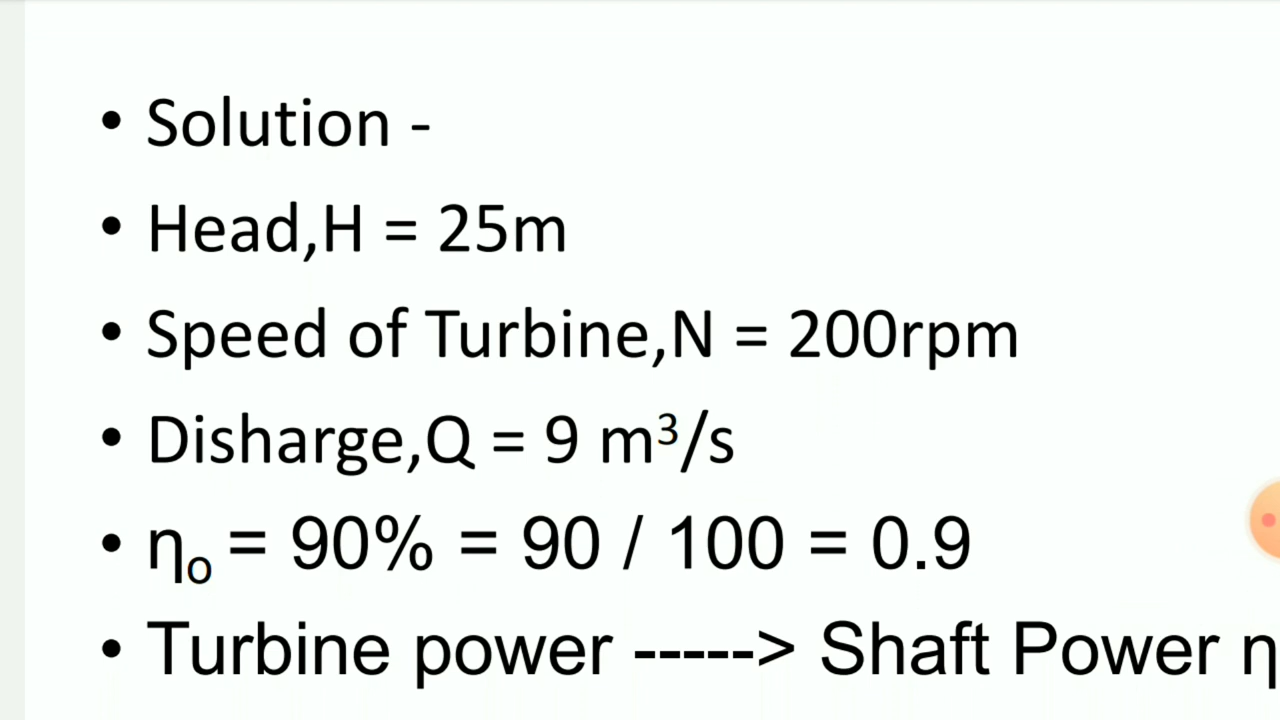 • Solution -
• Head,H = 25m
• Speed of Turbine,N = 200rpm
• Disharge,Q = 9 m³/s
• ηₒ = 90% = 90 / 100 = 0.9
• Turbine power -----> Shaft Power η